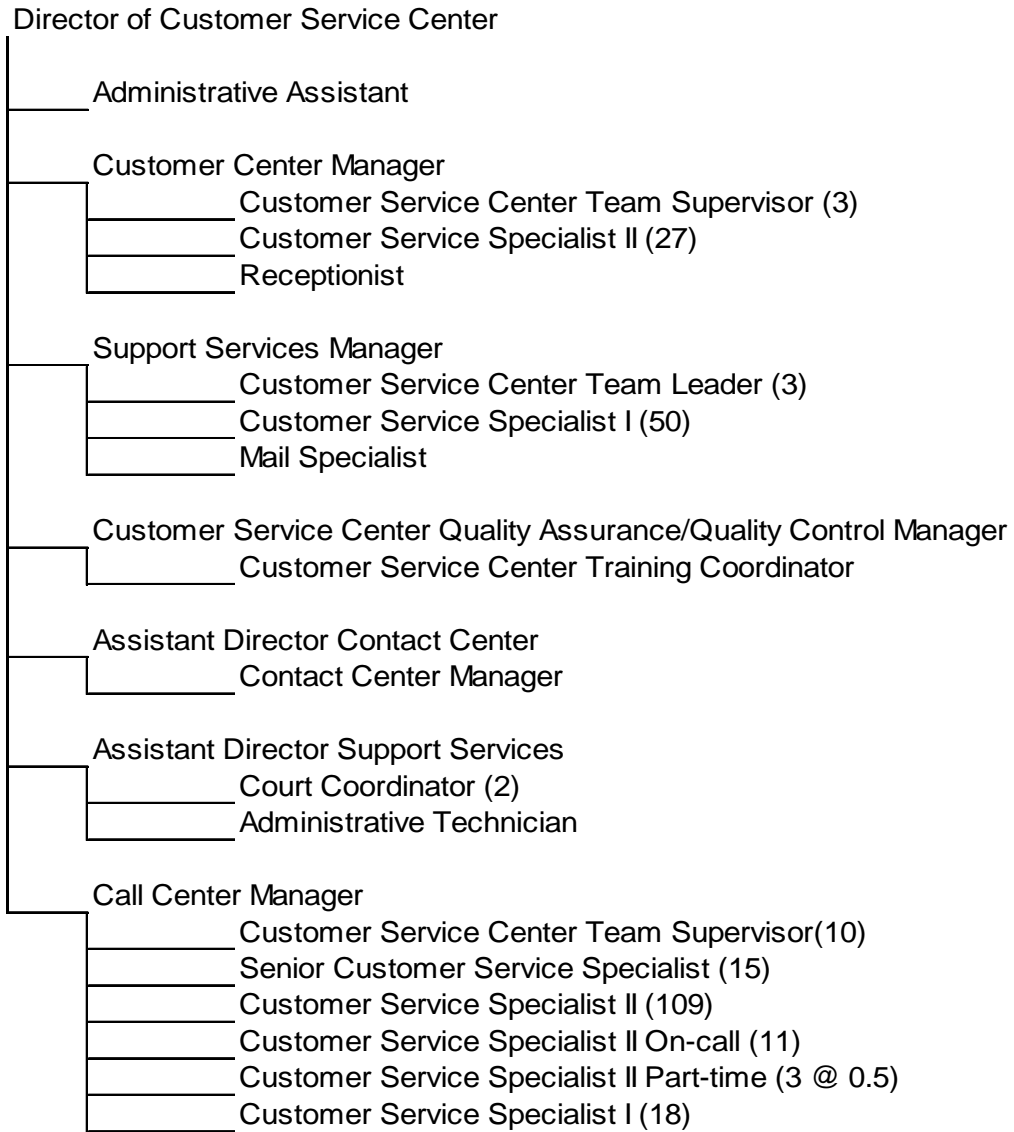 Director of Customer Service Center
Administrative Assistant
Customer Center Manager
Customer Service Center Team Supervisor (3)
Customer Service Specialist II (27)
Receptionist
Support Services Manager
Customer Service Center Team Leader (3)
Customer Service Specialist I (50)
Mail Specialist
Customer Service Center Quality Assurance/Quality Control Manager
Customer Service Center Training Coordinator
Assistant Director Contact Center
Contact Center Manager
Assistant Director Support Services
Court Coordinator (2)
Administrative Technician
Call Center Manager
Customer Service Center Team Supervisor(10)
Senior Customer Service Specialist (15)
Customer Service Specialist II (109)
Customer Service Specialist II On-call (11)
Customer Service Specialist II Part-time (3 @ 0.5)
Customer Service Specialist I (18)